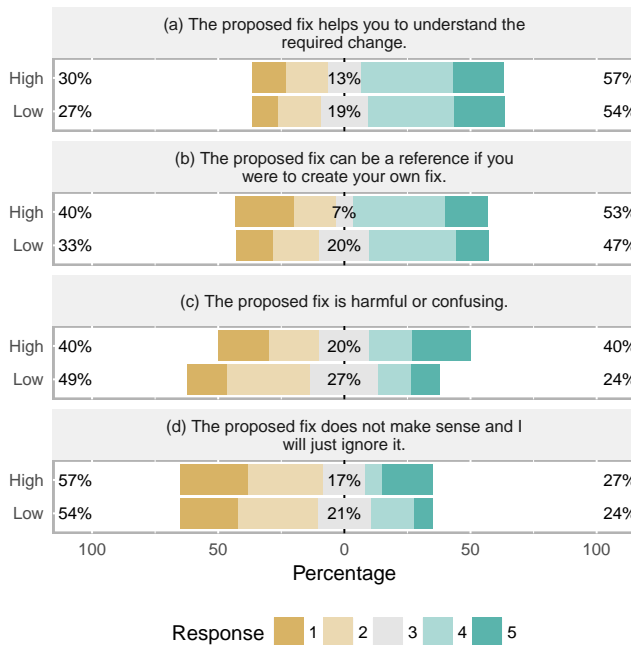 (a) The proposed fix helps you to understand the
required change.
High 30% 13% 57%
Low 27% 19% 54%
(b) The proposed fix can be a reference if you
were to create your own fix.
High 40% 7% 53%
Low 33% 20% 47%
(c) The proposed fix is harmful or confusing.
High 40% 20% 40%
Low 49% 27% 24%
(d) The proposed fix does not make sense and I
will just ignore it.
High 57% 17% 27%
Low 54% 21% 24%
100 50 0 50 100
Percentage
Response 1 2 3 4 5